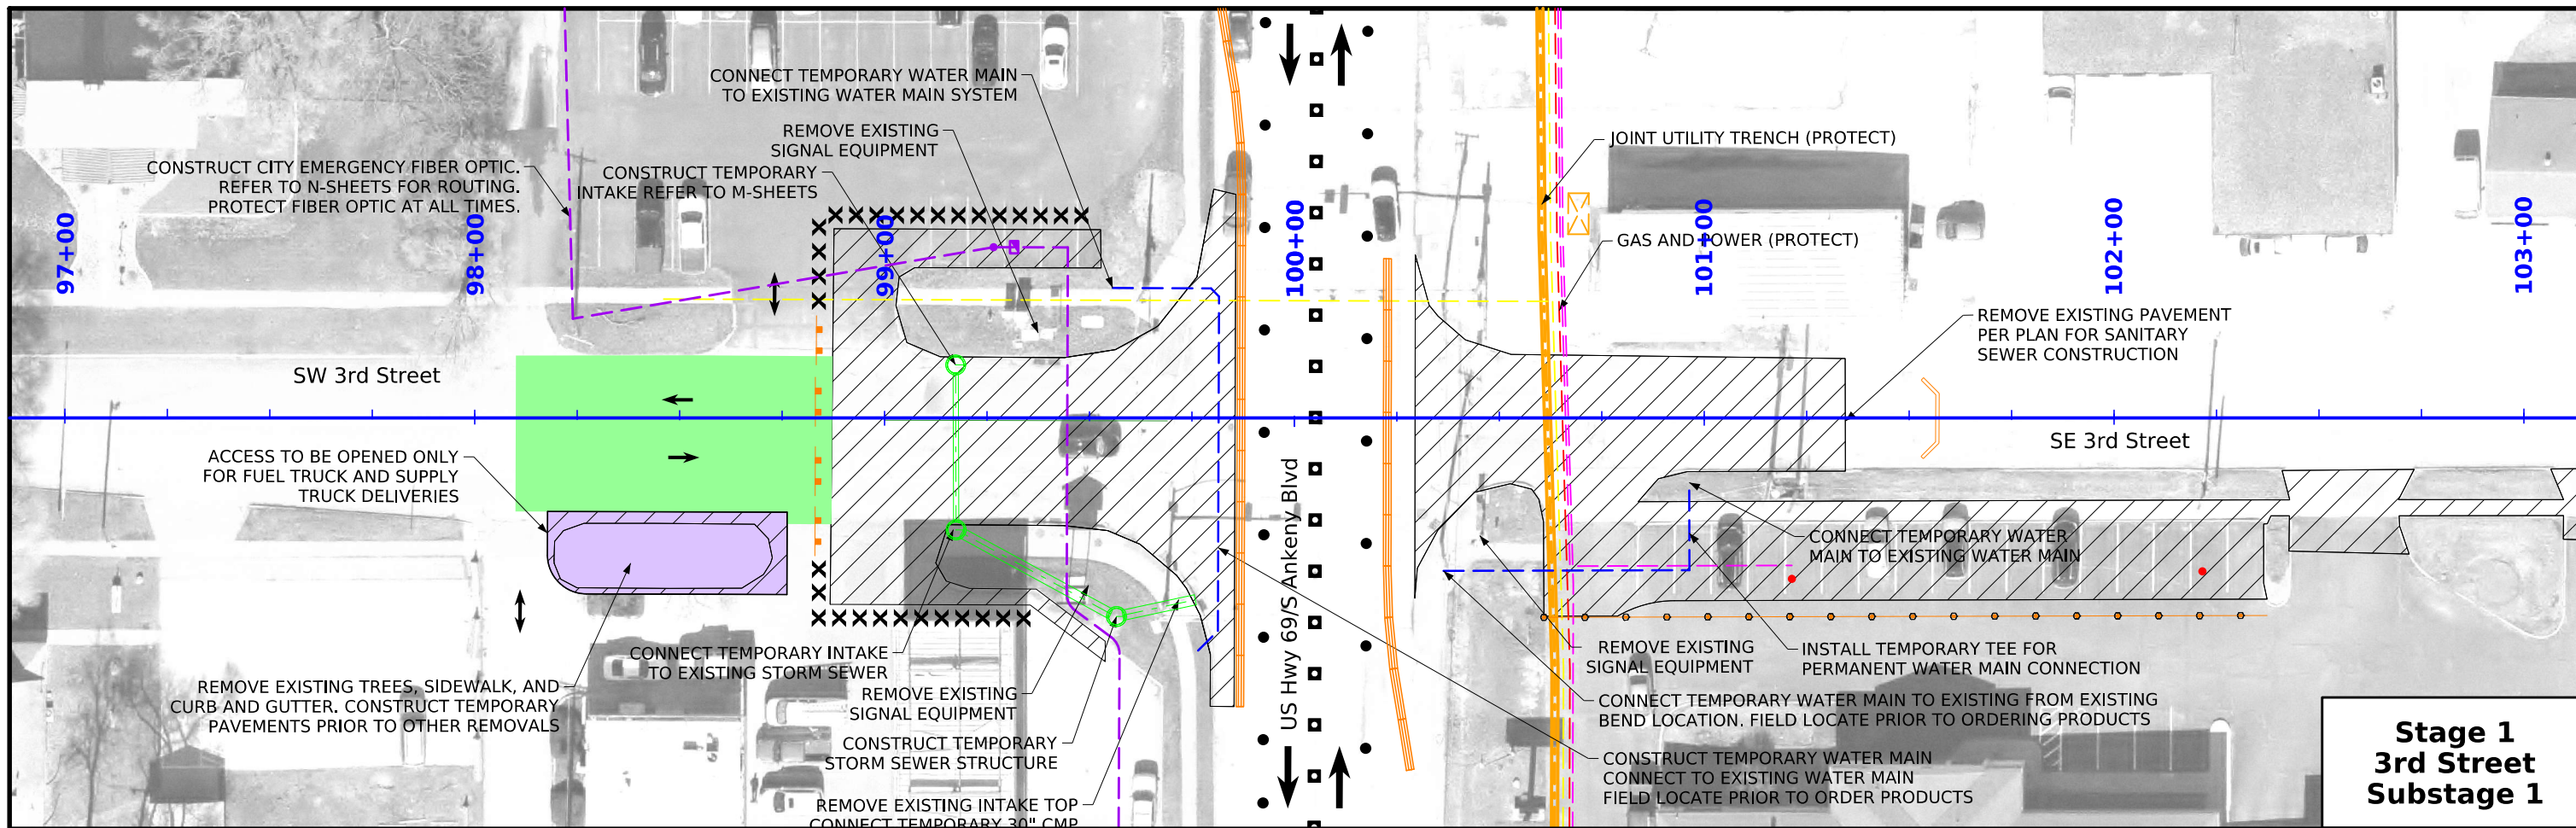 CONNECT TEMPORARY WATER MAIN
TO EXISTING WATER MAIN SYSTEM
REMOVE EXISTING
SIGNAL EQUIPMENT
CONSTRUCT TEMPORARY
INTAKE REFER TO M-SHEETS
CONSTRUCT CITY EMERGENCY FIBER OPTIC.
REFER TO N-SHEETS FOR ROUTING.
PROTECT FIBER OPTIC AT ALL TIMES.
JOINT UTILITY TRENCH (PROTECT)
GAS AND POWER (PROTECT)
97+00
98+00
99+00
100+00
101+00
102+00
103+00
REMOVE EXISTING PAVEMENT
PER PLAN FOR SANITARY
SEWER CONSTRUCTION
SW 3rd Street
SE 3rd Street
US Hwy 69/S Ankeny Blvd
ACCESS TO BE OPENED ONLY
FOR FUEL TRUCK AND SUPPLY
TRUCK DELIVERIES
CONNECT TEMPORARY WATER
MAIN TO EXISTING WATER MAIN
CONNECT TEMPORARY INTAKE
TO EXISTING STORM SEWER
REMOVE EXISTING
SIGNAL EQUIPMENT
INSTALL TEMPORARY TEE FOR
PERMANENT WATER MAIN CONNECTION
REMOVE EXISTING TREES, SIDEWALK, AND
CURB AND GUTTER. CONSTRUCT TEMPORARY
PAVEMENTS PRIOR TO OTHER REMOVALS
REMOVE EXISTING
SIGNAL EQUIPMENT
CONNECT TEMPORARY WATER MAIN TO EXISTING FROM EXISTING
BEND LOCATION. FIELD LOCATE PRIOR TO ORDERING PRODUCTS
CONSTRUCT TEMPORARY
STORM SEWER STRUCTURE
CONSTRUCT TEMPORARY WATER MAIN
CONNECT TO EXISTING WATER MAIN
FIELD LOCATE PRIOR TO ORDER PRODUCTS
REMOVE EXISTING INTAKE TOP
CONNECT TEMPORARY 30" CMP
Stage 1
3rd Street
Substage 1